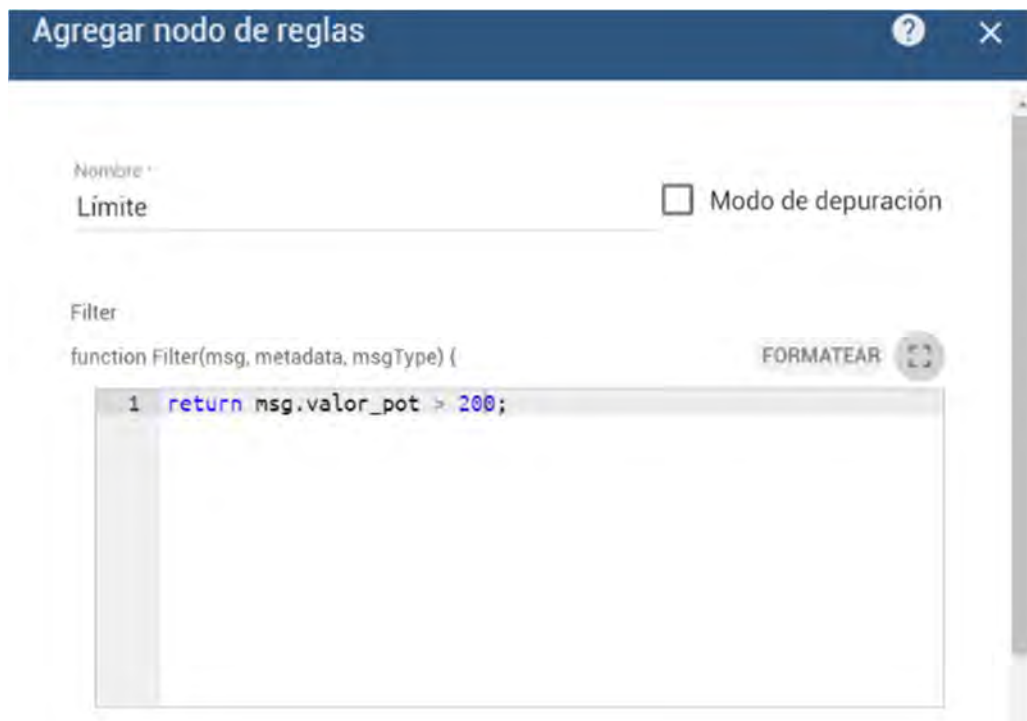 Agregar nodo de reglas
Nombre *
Límite
Modo de depuración
Filter
function Filter(msg, metadata, msgType) {
FORMATEAR
1 return msg.valor_pot > 200;